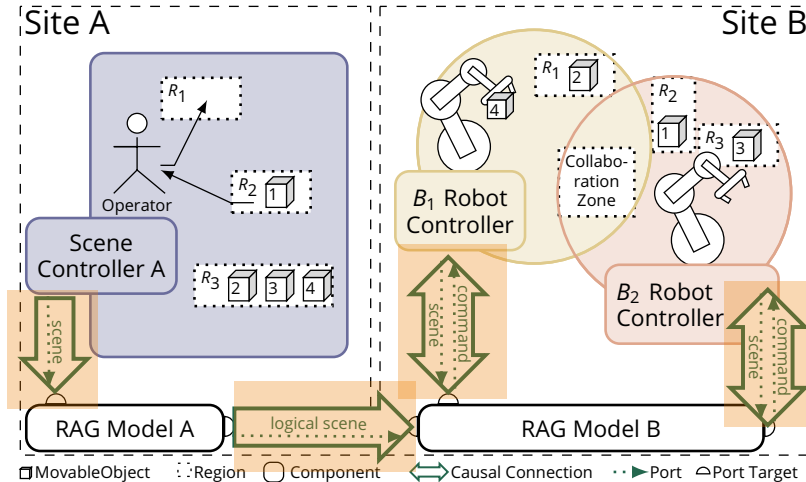 Site A
Site B
R1
Operator
R2
1
R3
2
3
4
Scene
Controller A
scene
RAG Model A
logical scene
4
R1
2
R2
1
R3
3
Collabo-
ration
Zone
B1 Robot
Controller
B2 Robot
Controller
scene
command
scene
command
RAG Model B
MovableObject
Region
Component
Causal Connection
Port
Port Target